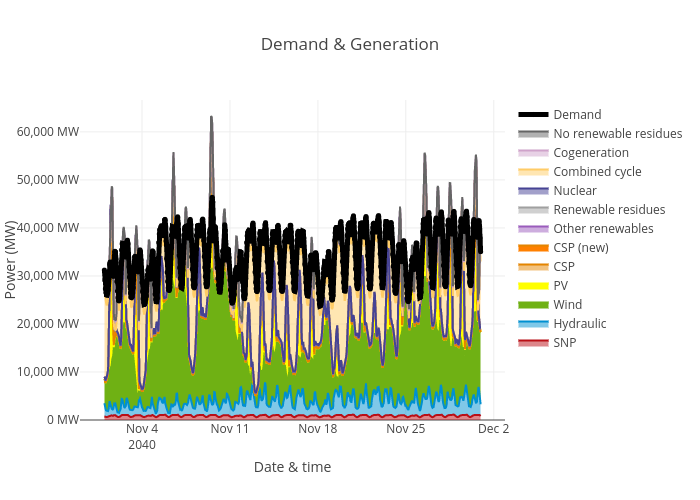 Demand & Generation
60,000 MW
50,000 MW
40,000 MW
30,000 MW
20,000 MW
10,000 MW
0 MW
Power (MW)
Nov 4
2040
Nov 11
Nov 18
Nov 25
Dec 2
Date & time
Demand
No renewable residues
Cogeneration
Combined cycle
Nuclear
Renewable residues
Other renewables
CSP (new)
CSP
PV
Wind
Hydraulic
SNP